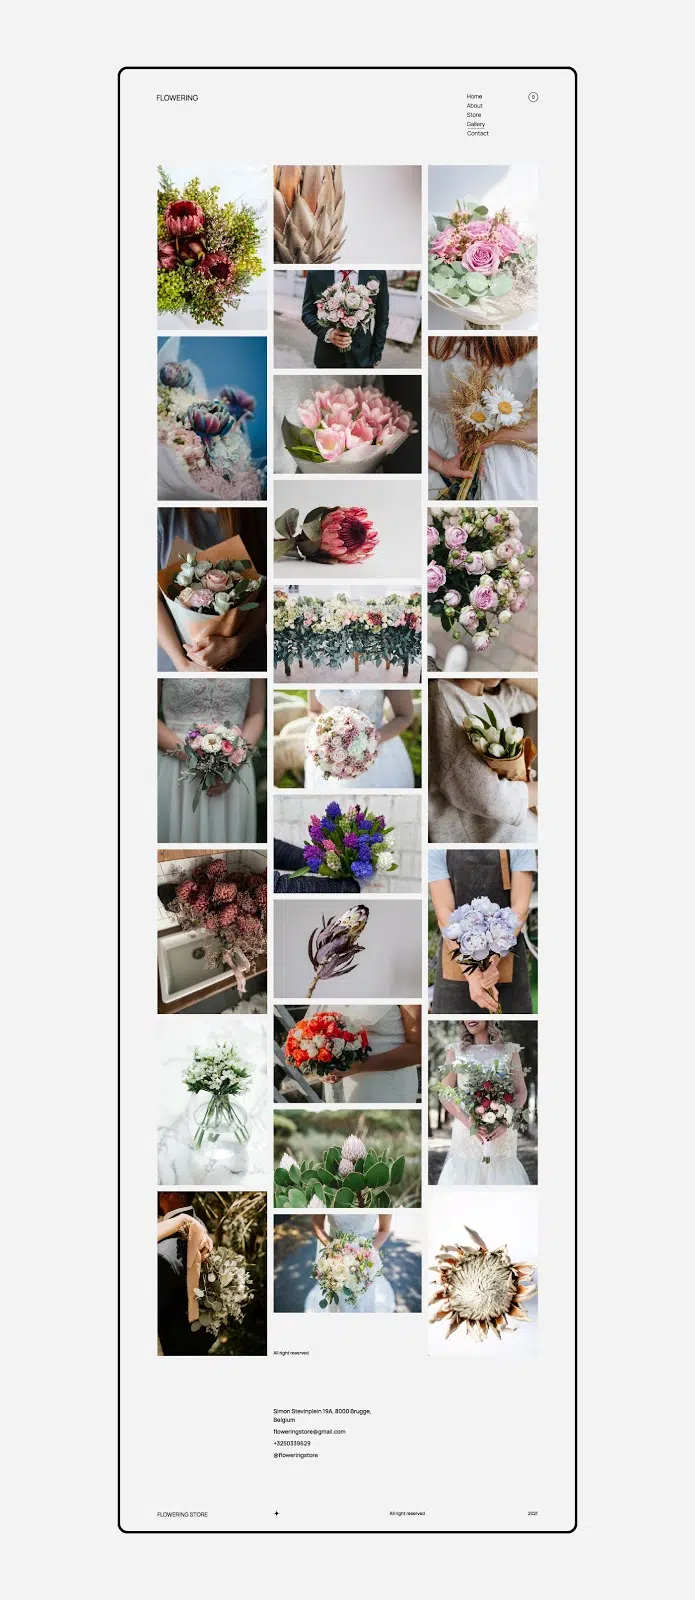 FLOWERING
Home
About
Store
Gallery
Contact
0
All right reserved
Simon Stevinplein 19A, 8000 Brugge,
Belgium
floweringstore@gmail.com
+3250339629
@floweringstore
FLOWERING STORE
All right reserved
2021